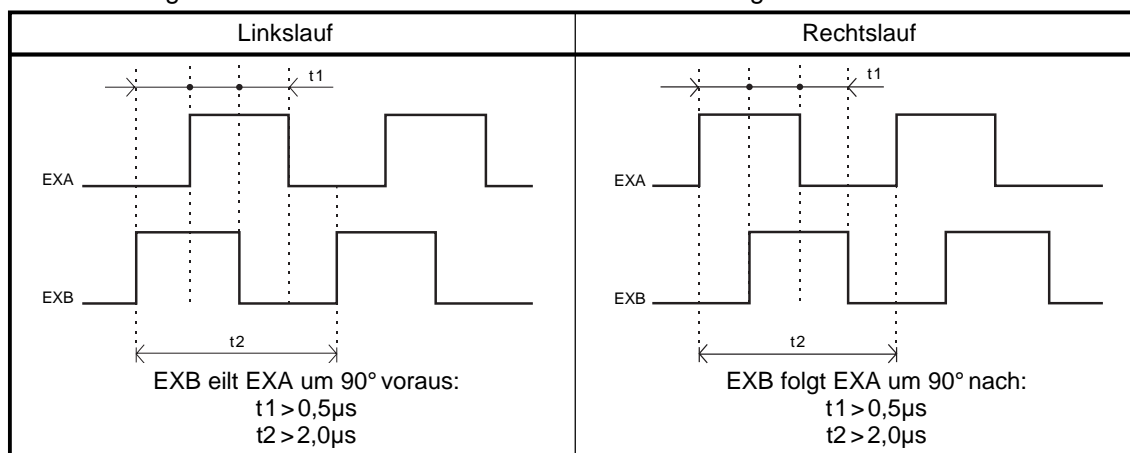 Linkslauf
t1
EXA
EXB
t2
EXB eilt EXA um 90° voraus:
t1>0,5µs
t2>2,0µs
Rechtslauf
t1
EXA
EXB
t2
EXB folgt EXA um 90° nach:
t1>0,5µs
t2>2,0µs